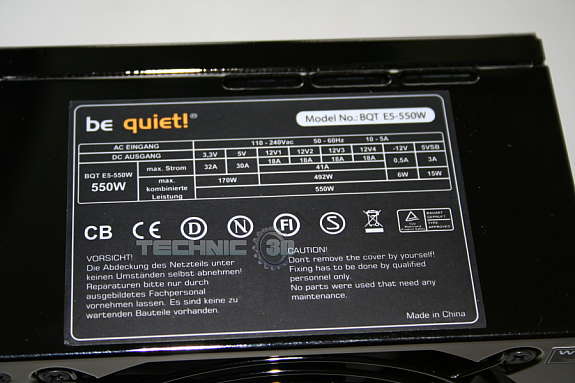 be quiet!®
Model No.: BQT E5-550W
AC EINGANG 110 - 240Vac 50 - 60Hz 10 - 5A
DC AUSGANG 3,3V 5V 12V1 12V2 12V3 12V4 -12V 5VSB
BQT E5-550W
550W
max. Strom 32A 30A 18A 18A 18A 18A 0,5A 3A
41A
max. kombinierte Leistung 170W 492W 6W 15W
550W
CB CE D N FI S
BAUART GEPRÜFT
TYPE APPROVED
TECHNIC 3D
VORSICHT!
Die Abdeckung des Netzteils unter
keinen Umstanden selbst abnehmen!
Reparaturen bitte nur durch
ausgebildetes Fachpersonal
vornehmen lassen. Es sind keine zu
wartenden Bauteile vorhanden.
CAUTION!
Don't remove the cover by yourself!
Fixing has to be done by qualified
personnel only.
No parts were used that need any
maintenance.
Made in China